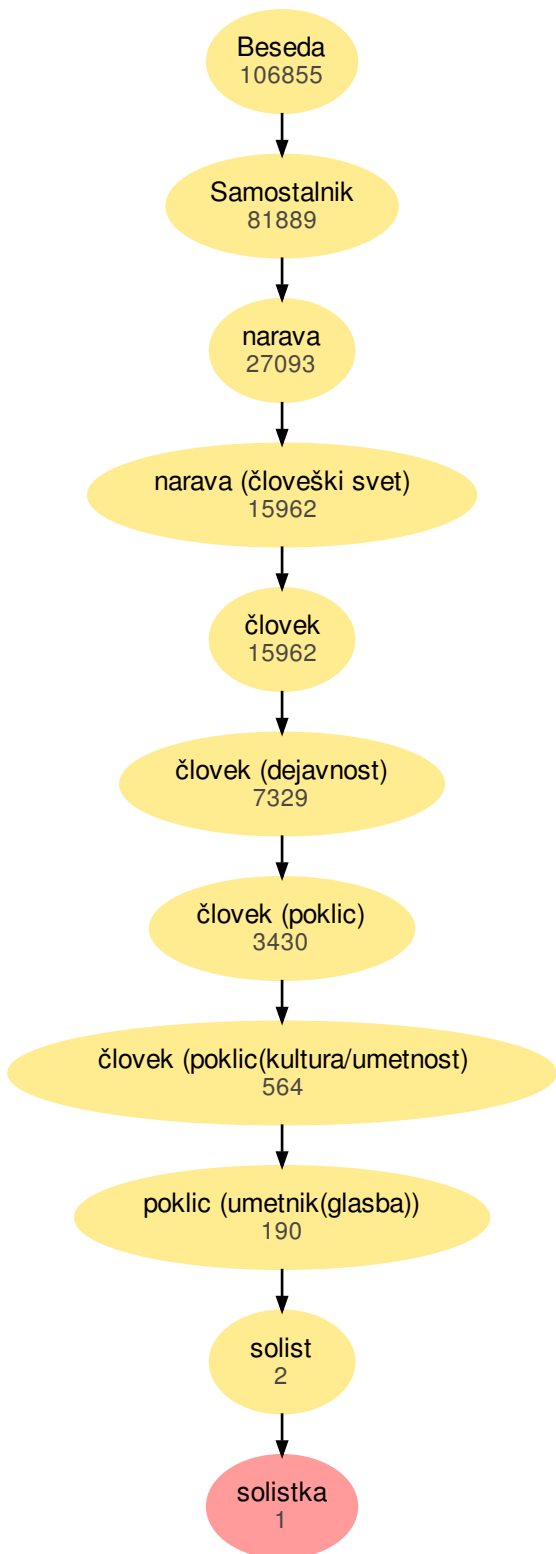 Beseda
106855
Samostalnik
81889
narava
27093
narava (človeški svet)
15962
človek
15962
človek (dejavnost)
7329
človek (poklic)
3430
človek (poklic(kultura/umetnost)
564
poklic (umetnik(glasba))
190
solist
2
solistka
1